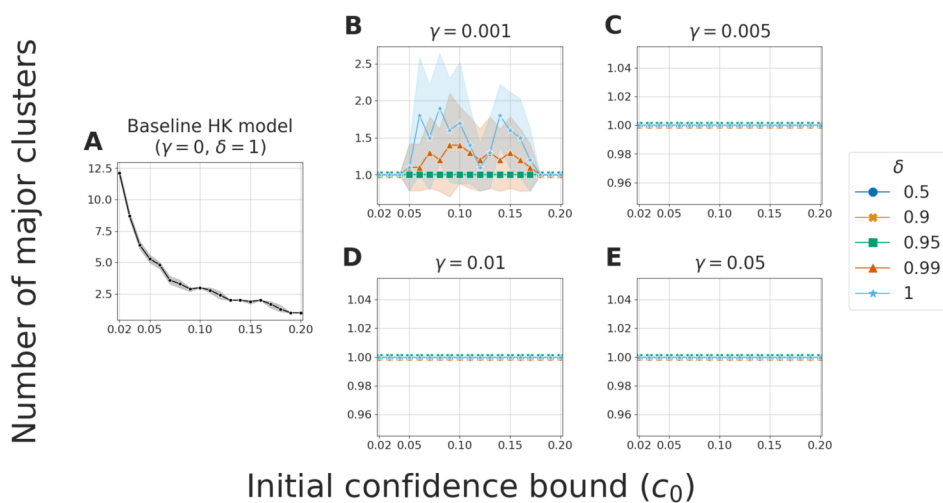 Number of major clusters
A
Baseline HK model
(γ = 0, δ = 1)
12.5
10.0
7.5
5.0
2.5
0.02 0.05 0.10 0.15 0.20
B
γ = 0.001
2.5
2.0
1.5
1.0
0.02 0.05 0.10 0.15 0.20
C
γ = 0.005
1.04
1.02
1.00
0.98
0.96
0.02 0.05 0.10 0.15 0.20
D
γ = 0.01
1.04
1.02
1.00
0.98
0.96
0.02 0.05 0.10 0.15 0.20
E
γ = 0.05
1.04
1.02
1.00
0.98
0.96
0.02 0.05 0.10 0.15 0.20
δ
0.5
0.9
0.95
0.99
1
Initial confidence bound (c₀)